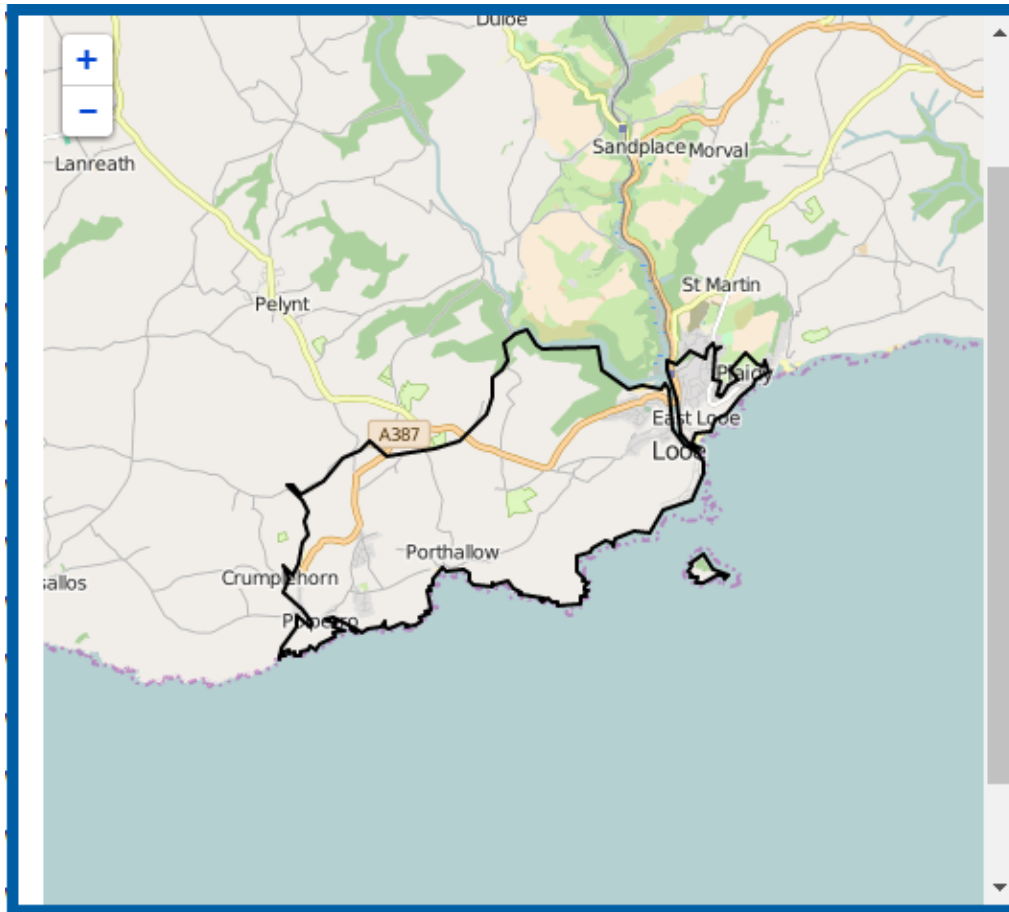 Duloe
+
−
Sandplace
Morval
Lanreath
St Martin
Pelynt
Plaidy
East Looe
A387
Looe
Porthallow
Crumplehorn
sallos
Polperro